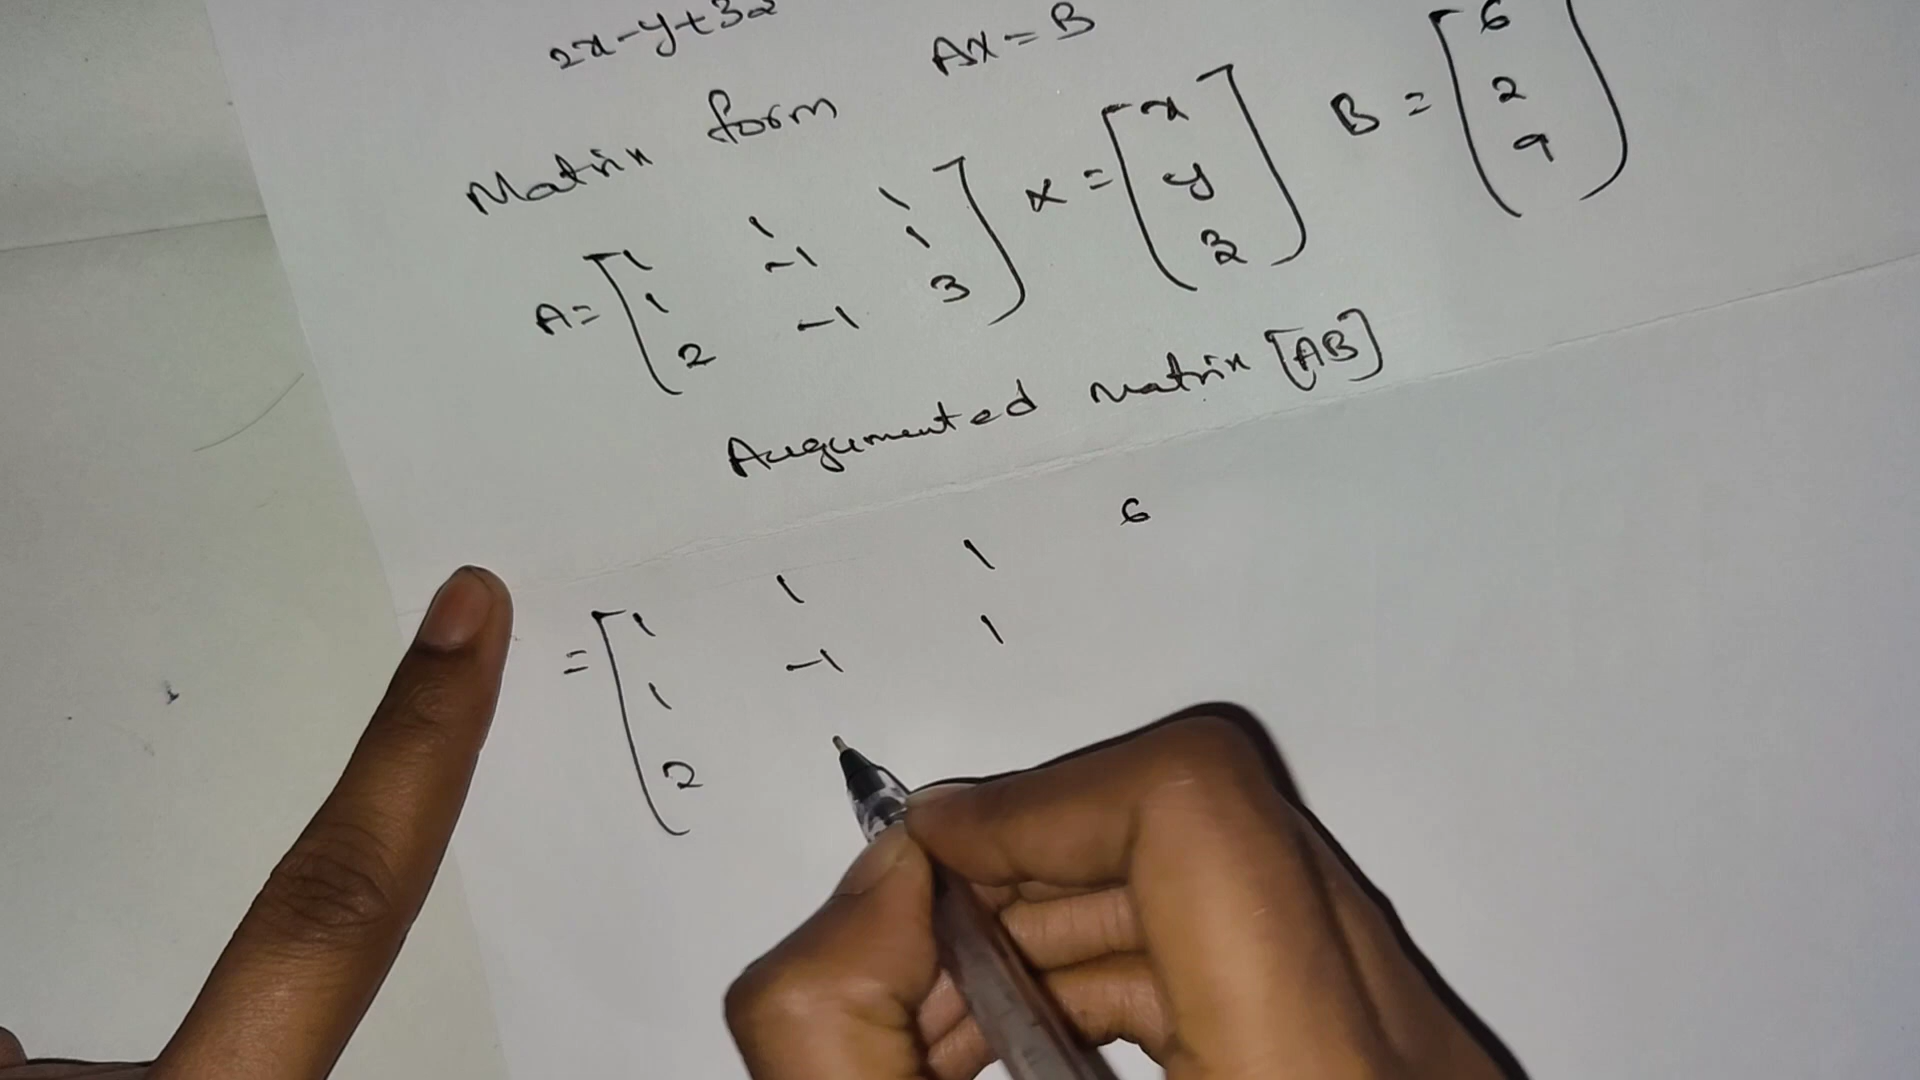 2x-y+3z
AX = B
Matrix form
A = [1 1 1
1 -1 1
2 -1 3]
X = [x
y
z]
B = [6
2
9]
Augumented Matrix [AB]
= [1 1 1 6
1 -1 1
2